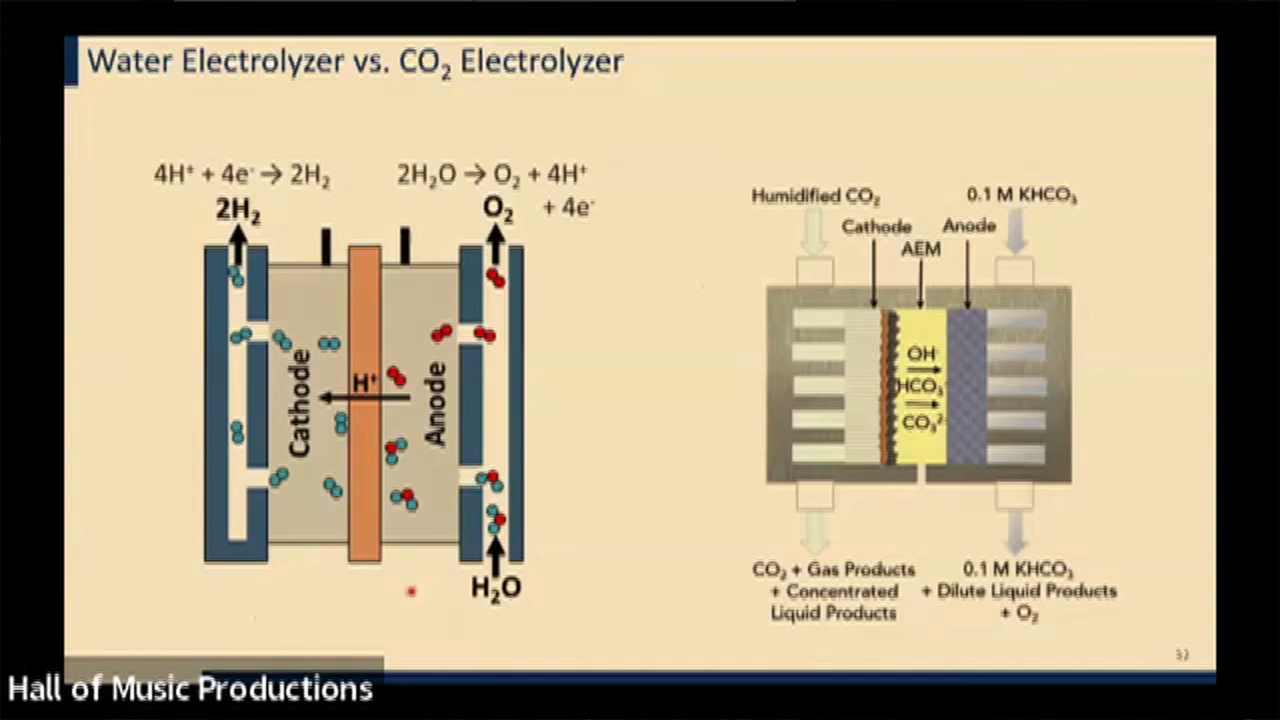 Water Electrolyzer vs. CO₂ Electrolyzer
4H⁺ + 4e⁻ → 2H₂
2H₂O → O₂ + 4H⁺
+ 4e⁻
2H₂
O₂
Cathode
H⁺
Anode
H₂O
Humidified CO₂
0.1 M KHCO₃
Cathode
Anode
AEM
OH⁻
HCO₃⁻
CO₃²⁻
CO₂ + Gas Products
+ Concentrated
Liquid Products
0.1 M KHCO₃
+ Dilute Liquid Products
+ O₂
32
Hall of Music Productions